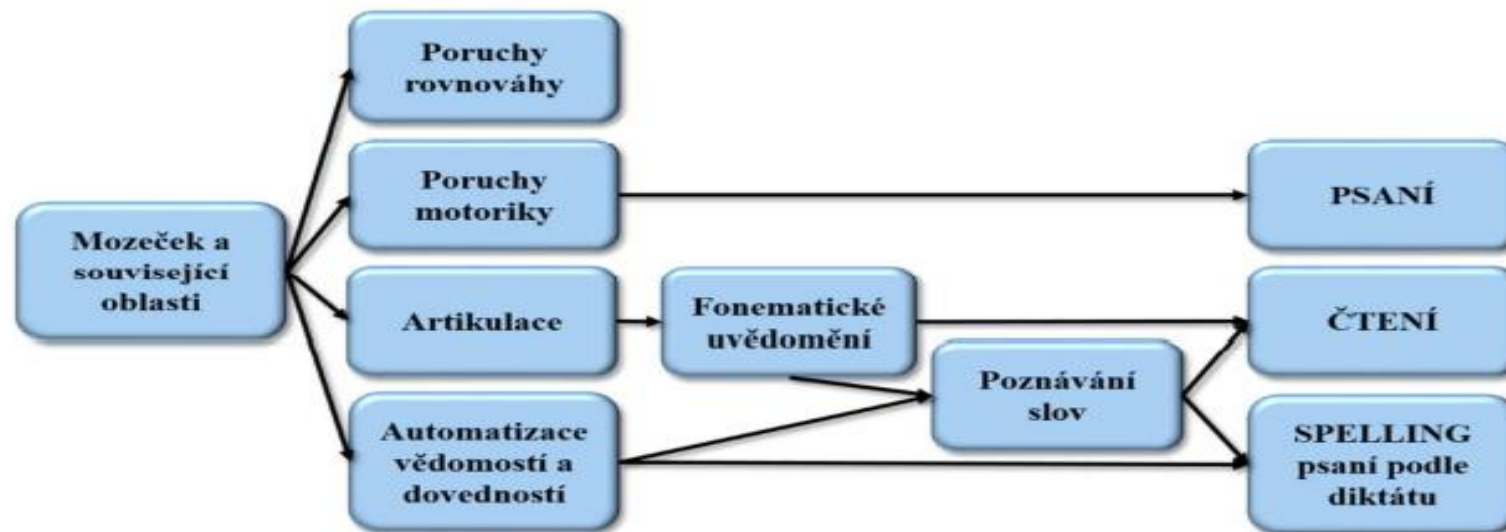 Poruchy
rovnováhy
Poruchy
motoriky
PSANÍ
Mozeček a
související
oblasti
Artikulace
Fonematické
uvědomění
ČTENÍ
Poznávání
slov
Automatizace
vědomostí a
dovedností
SPELLING
psaní podle
diktátu